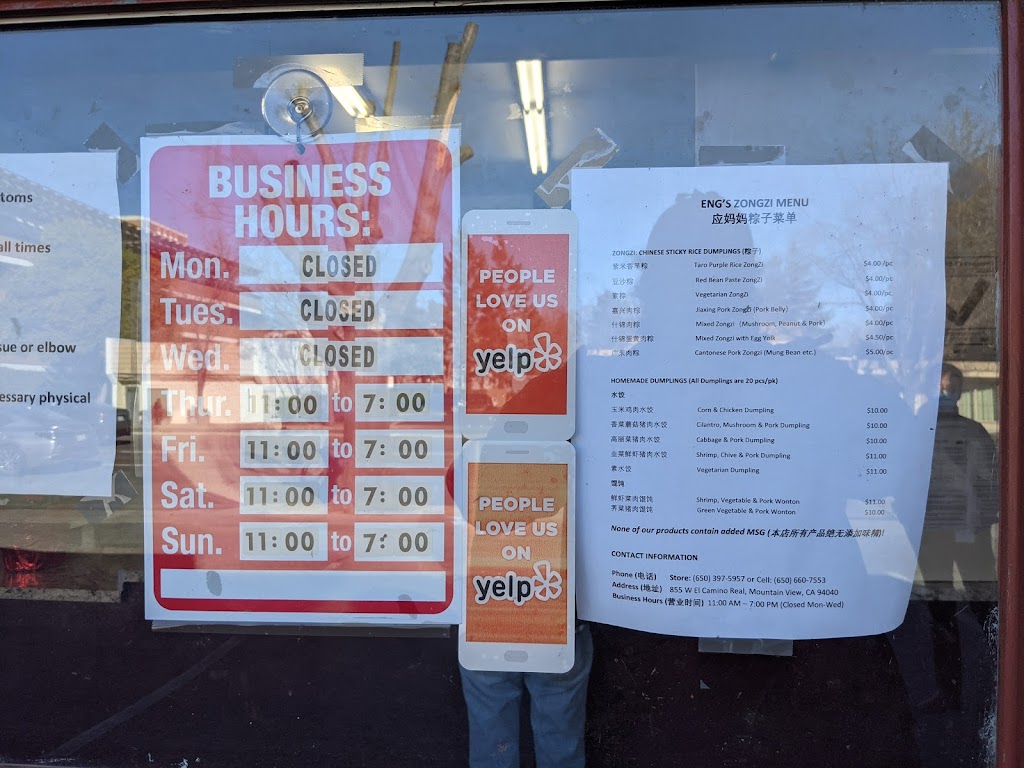 toms
all times
sue or elbow
essary physical
BUSINESS
HOURS:
Mon. CLOSED
Tues. CLOSED
Wed. CLOSED
Thur. 11:00 to 7:00
Fri. 11:00 to 7:00
Sat. 11:00 to 7:00
Sun. 11:00 to 7:00
PEOPLE
LOVE US
ON
yelp
PEOPLE
LOVE US
ON
yelp
ENG'S ZONGZI MENU
应妈妈粽子菜单
ZONGZI: CHINESE STICKY RICE DUMPLINGS (粽子)
紫米香芋粽 Taro Purple Rice ZongZi $4.00 /pc
豆沙粽 Red Bean Paste ZongZi $4.00/pc
素粽 Vegetarian ZongZi $4.00/pc
嘉兴肉粽 Jiaxing Pork Zongzi (Pork Belly) $4.00/pc
什锦肉粽 Mixed Zongzi (Mushroom, Peanut & Pork) $4.00/pc
什锦蛋黄肉粽 Mixed Zongzi with Egg Yolk $4.50/pc
广东肉粽 Cantonese Pork Zongzi (Mung Bean etc.) $5.00/pc
HOMEMADE DUMPLINGS (All Dumplings are 20 pcs/pk)
水饺
玉米鸡肉水饺 Corn & Chicken Dumpling $10.00
香菜蘑菇猪肉水饺 Cilantro, Mushroom & Pork Dumpling $10.00
高丽菜猪肉水饺 Cabbage & Pork Dumpling $10.00
韭菜鲜虾猪肉水饺 Shrimp, Chive & Pork Dumpling $11.00
素水饺 Vegetarian Dumpling $11.00
馄饨
鲜虾菜肉馄饨 Shrimp, Vegetable & Pork Wonton $11.00
荠菜猪肉馄饨 Green Vegetable & Pork Wonton $10.00
None of our products contain added MSG (本店所有产品绝无添加味精)!
CONTACT INFORMATION
Phone (电话) Store: (650) 397-5957 or Cell: (650) 660-7553
Address (地址) 855 W El Camino Real, Mountain View, CA 94040
Business Hours (营业时间) 11:00 AM – 7:00 PM (Closed Mon-Wed)